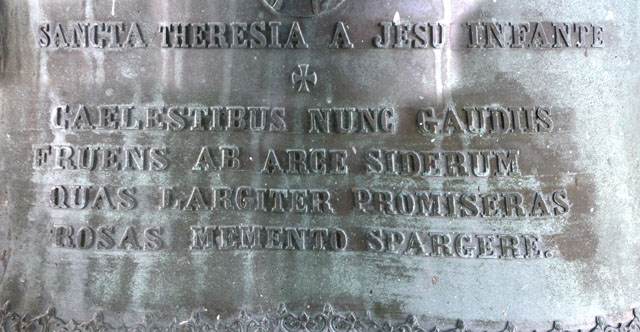 SANCTA THERESIA A JESU INFANTE
CAELESTIBUS NUNC GAUDIIS
FRUENS AB ARCE SIDERUM
QUAS LARGITER PROMISERAS
ROSAS MEMENTO SPARGERE.